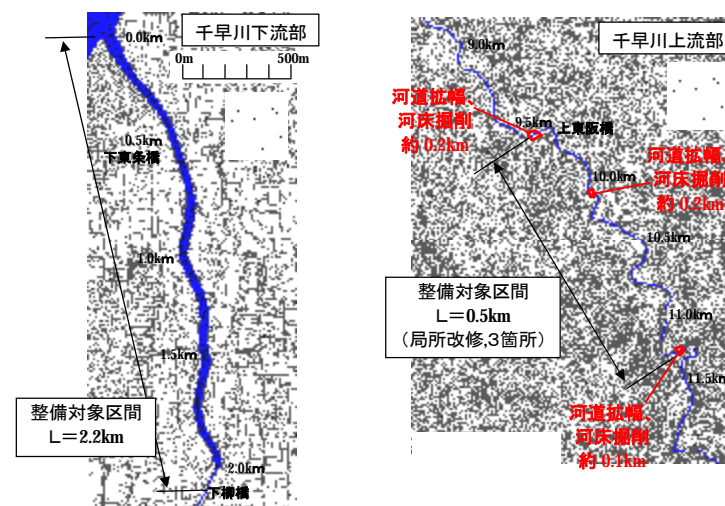 千早川下流部
0.0km
0m
500m
0.5km
下東条橋
1.0km
1.5km
整備対象区間
L＝2.2km
2.0km
下柳橋
千早川上流部
9.0km
河道拡幅、
河床掘削
約 0.2km
9.5km
上東阪橋
河道拡幅、
河床掘削
約 0.2km
10.0km
10.5km
整備対象区間
L＝0.5km
（局所改修,3箇所）
11.0km
11.5km
河道拡幅、
河床掘削
約 0.1km